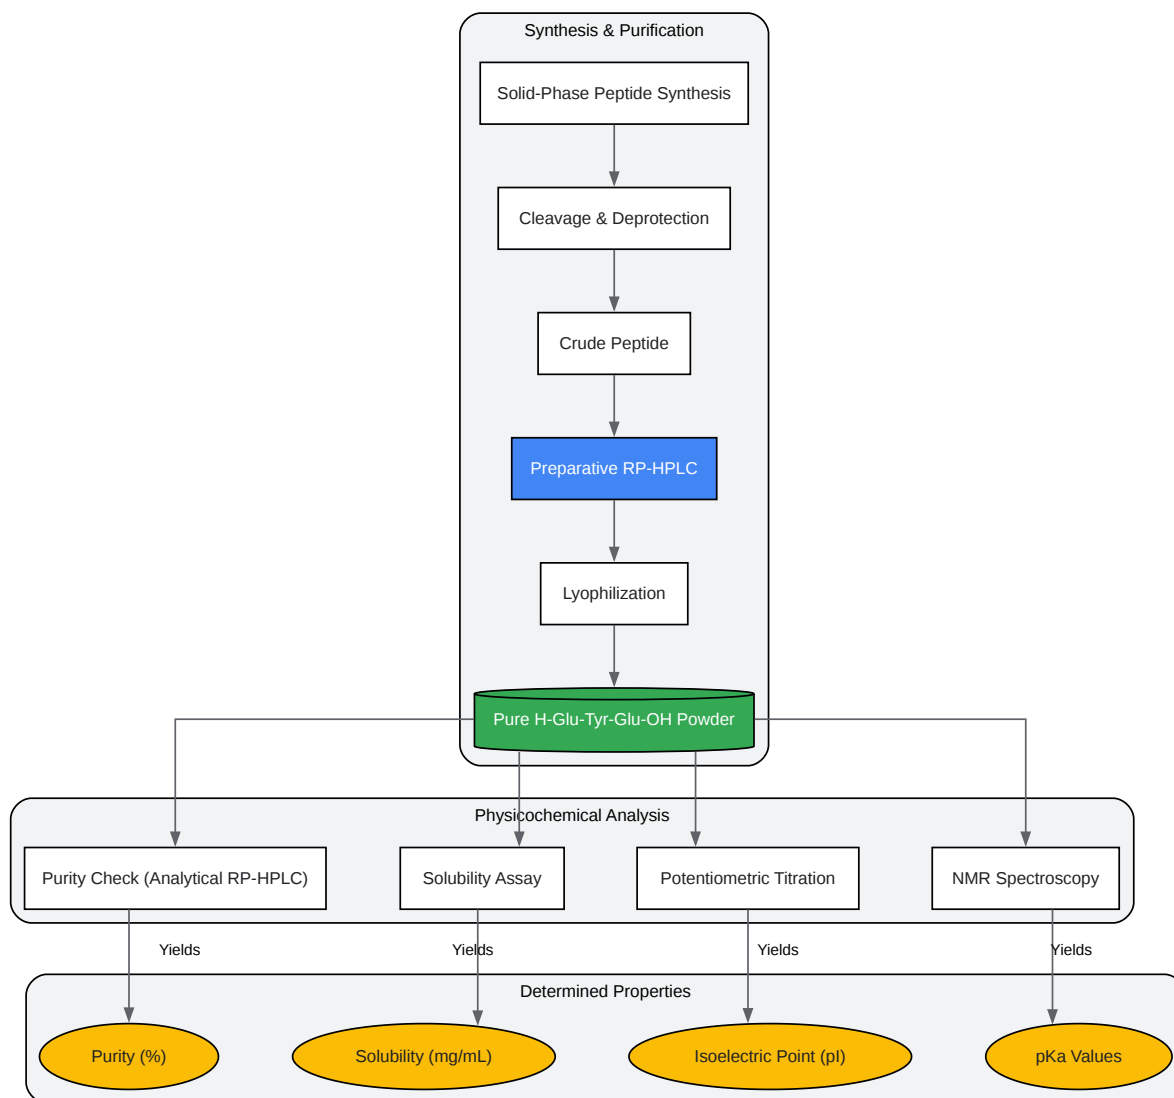 Synthesis & Purification
Solid-Phase Peptide Synthesis
Cleavage & Deprotection
Crude Peptide
Preparative RP-HPLC
Lyophilization
Pure H-Glu-Tyr-Glu-OH Powder
Physicochemical Analysis
Purity Check (Analytical RP-HPLC)
Solubility Assay
Potentiometric Titration
NMR Spectroscopy
Yields
Yields
Yields
Yields
Determined Properties
Purity (%)
Solubility (mg/mL)
Isoelectric Point (pI)
pKa Values